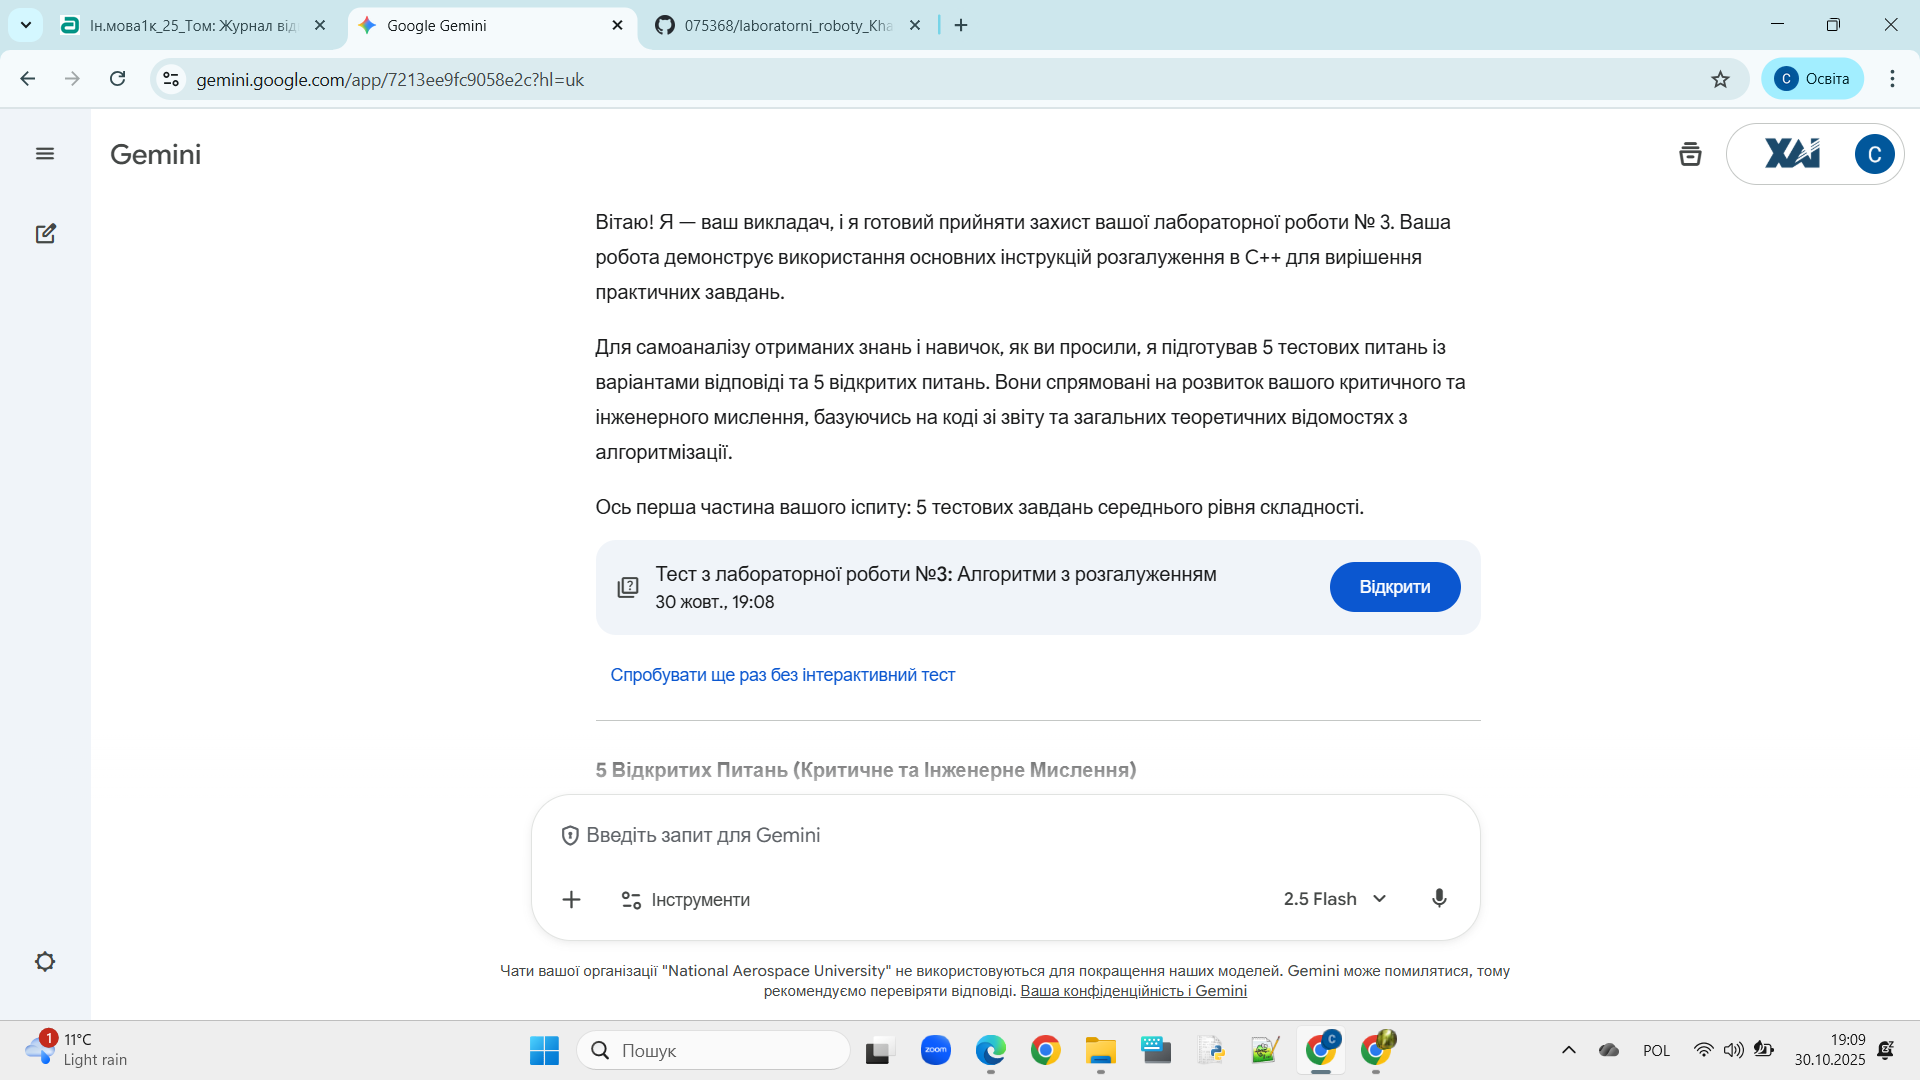 Ін.мова1к_25_Том: Журнал від
Google Gemini
075368/laboratorni_roboty_Kha
gemini.google.com/app/7213ee9fc9058e2c?hl=uk
C Освіта
Gemini
ХАІ
C
Вітаю! Я — ваш викладач, і я готовий прийняти захист вашої лабораторної роботи № 3. Ваша
робота демонструє використання основних інструкцій розгалуження в C++ для вирішення
практичних завдань.
Для самоаналізу отриманих знань і навичок, як ви просили, я підготував 5 тестових питань із
варіантами відповіді та 5 відкритих питань. Вони спрямовані на розвиток вашого критичного та
інженерного мислення, базуючись на коді зі звіту та загальних теоретичних відомостях з
алгоритмізації.
Ось перша частина вашого іспиту: 5 тестових завдань середнього рівня складності.
Тест з лабораторної роботи №3: Алгоритми з розгалуженням
30 жовт., 19:08
Відкрити
Спробувати ще раз без інтерактивний тест
5 Відкритих Питань (Критичне та Інженерне Мислення)
Введіть запит для Gemini
Інструменти
2.5 Flash
Чати вашої організації "National Aerospace University" не використовуються для покращення наших моделей. Gemini може помилятися, тому
рекомендуємо перевіряти відповіді. Ваша конфіденційність і Gemini
1
11°C
Light rain
Пошук
zoom
C
POL
19:09
30.10.2025